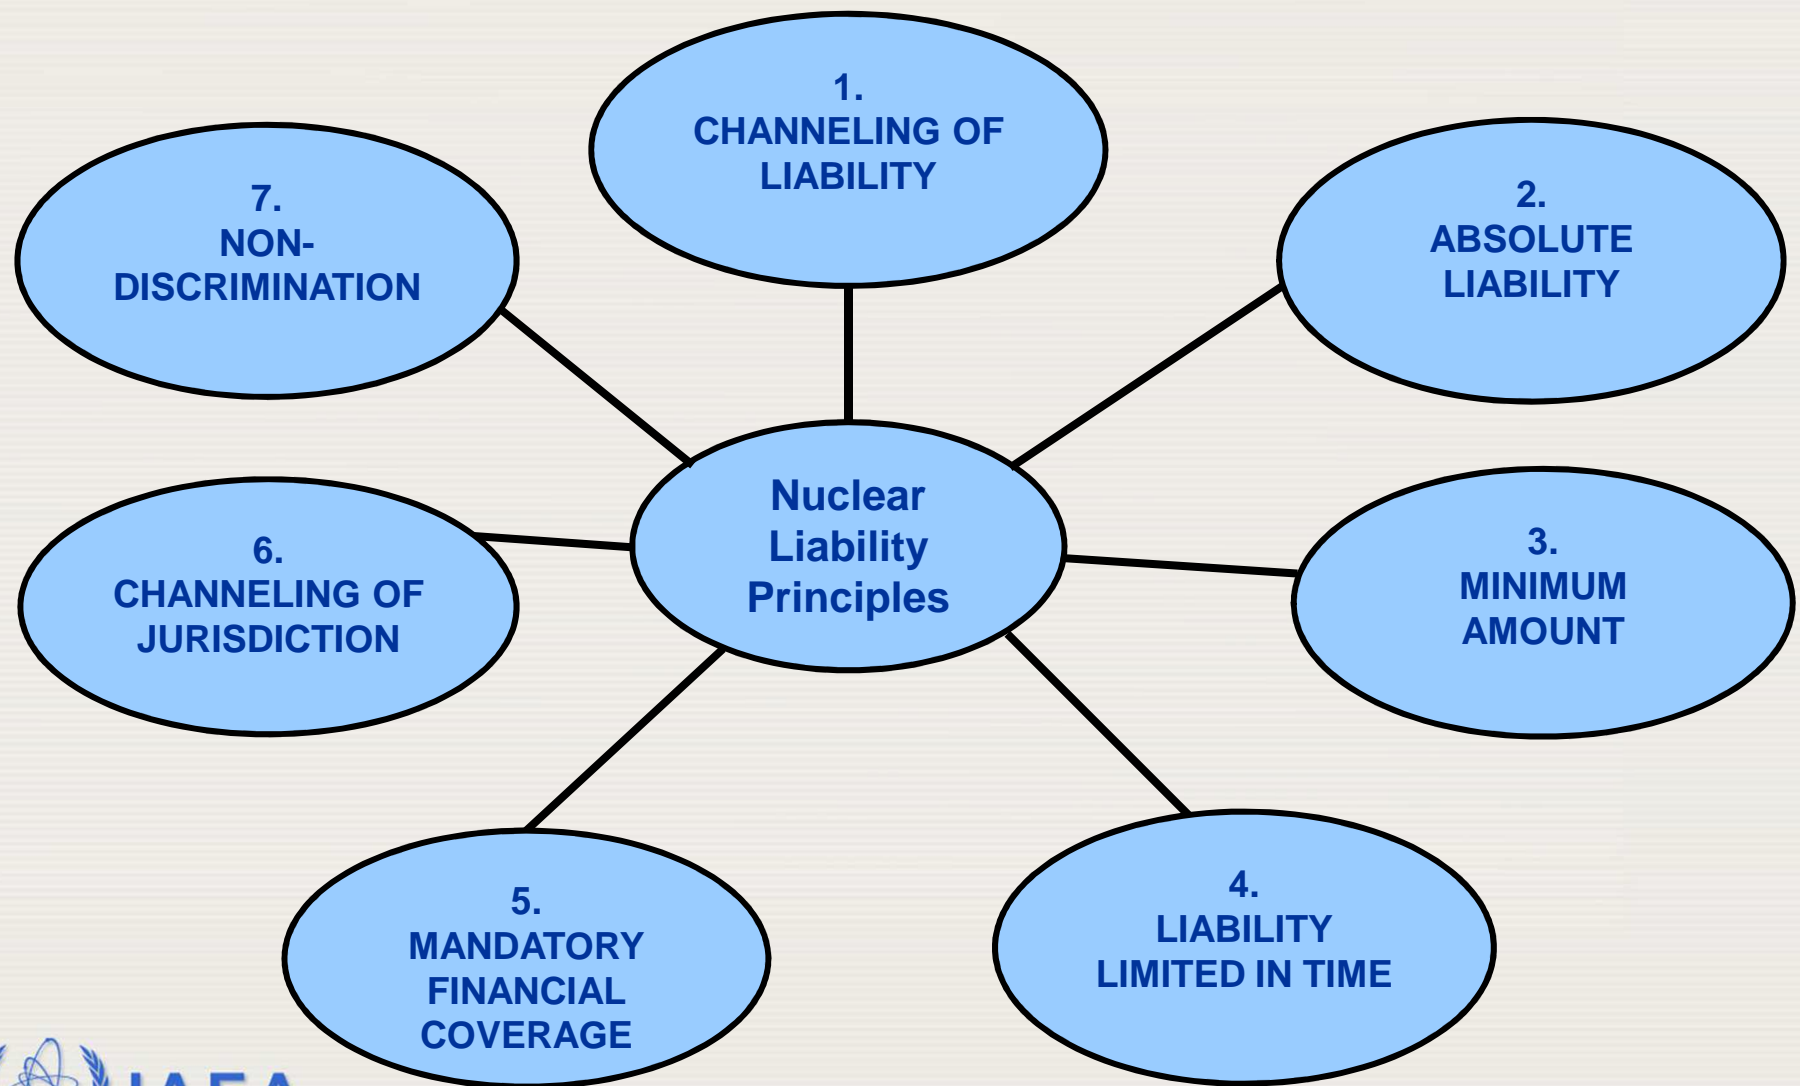 1.
CHANNELING OF
LIABILITY
2.
ABSOLUTE
LIABILITY
3.
MINIMUM
AMOUNT
4.
LIABILITY
LIMITED IN TIME
5.
MANDATORY
FINANCIAL
COVERAGE
6.
CHANNELING OF
JURISDICTION
7.
NON-
DISCRIMINATION
Nuclear
Liability
Principles
IAEA